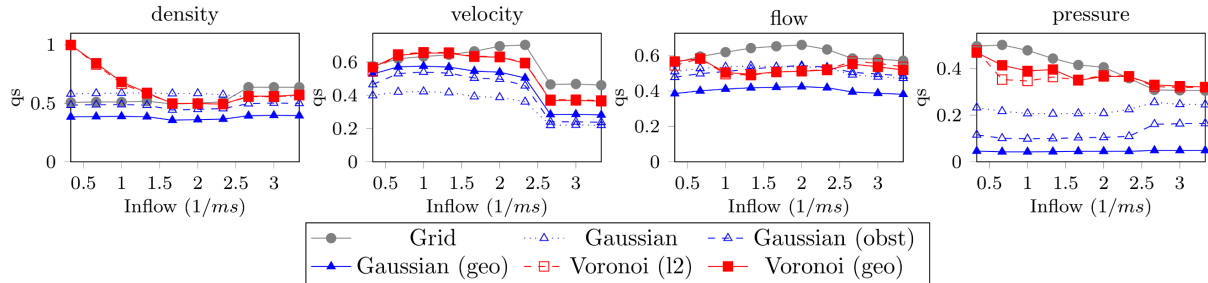 density
velocity
flow
pressure
1
0.5
0
qs
0.5 1 1.5 2 2.5 3
Inflow (1/ms)
0.6
0.4
0.2
0
qs
0.5 1 1.5 2 2.5 3
Inflow (1/ms)
0.6
0.4
0.2
0
qs
0.5 1 1.5 2 2.5 3
Inflow (1/ms)
0.4
0.2
0
qs
0.5 1 1.5 2 2.5 3
Inflow (1/ms)
Grid Gaussian Gaussian (obst)
Gaussian (geo) Voronoi (l2) Voronoi (geo)